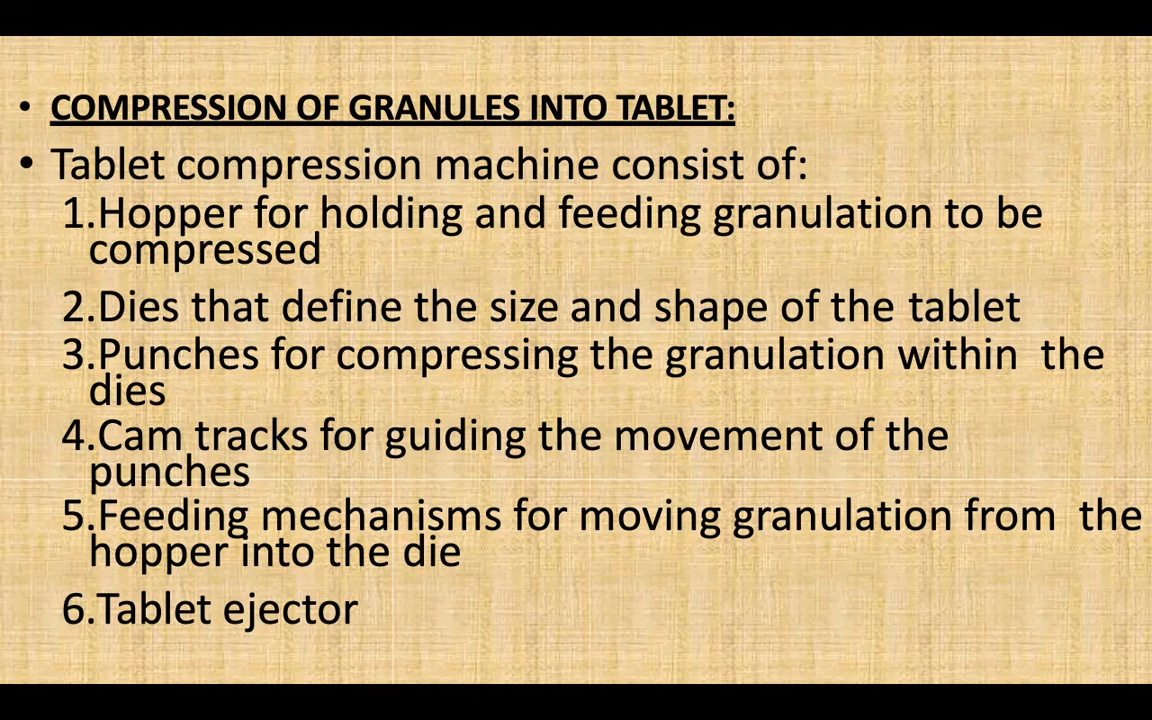 • COMPRESSION OF GRANULES INTO TABLET:
• Tablet compression machine consist of:
1.Hopper for holding and feeding granulation to be
compressed
2.Dies that define the size and shape of the tablet
3.Punches for compressing the granulation within  the
dies
4.Cam tracks for guiding the movement of the
punches
5.Feeding mechanisms for moving granulation from  the
hopper into the die
6.Tablet ejector